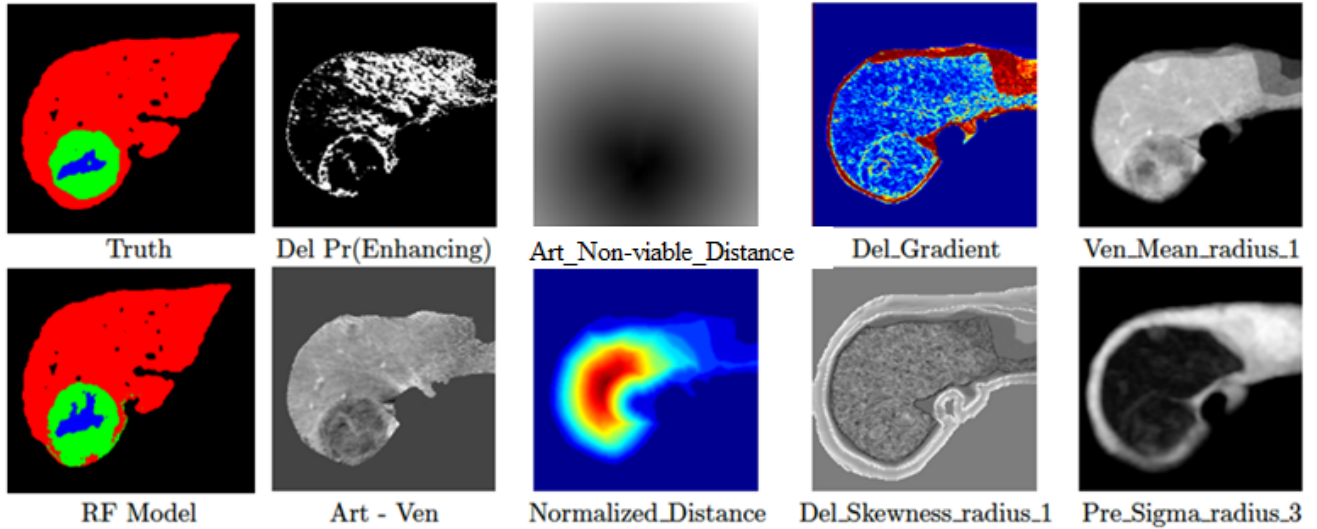 Truth
Del Pr(Enhancing)
Art_Non-viable_Distance
Del_Gradient
Ven_Mean_radius_1
RF Model
Art - Ven
Normalized_Distance
Del_Skewness_radius_1
Pre_Sigma_radius_3